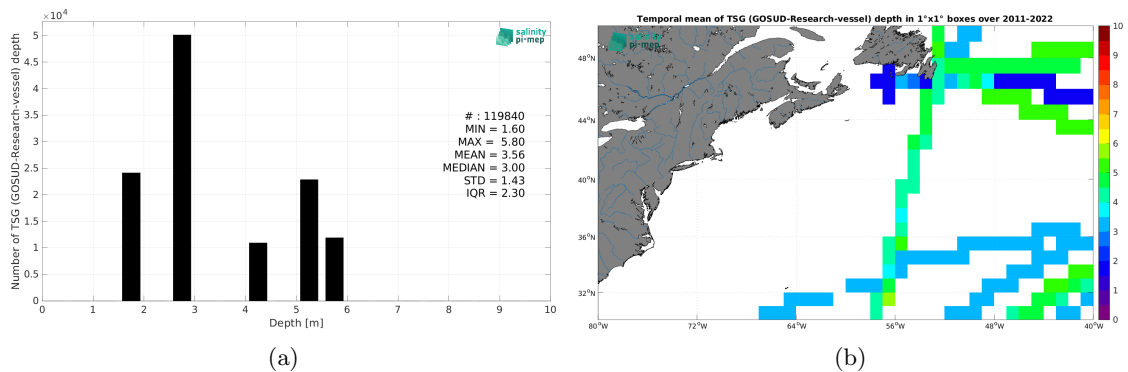 ×10⁴
5
4.5
4
3.5
3
2.5
2
1.5
1
0.5
0
0 1 2 3 4 5 6 7 8 9 10
Depth [m]
Number of TSG (GOSUD-Research-vessel) depth
salinity
pi-mep
# : 119840
MIN = 1.60
MAX = 5.80
MEAN = 3.56
MEDIAN = 3.00
STD = 1.43
IQR = 2.30
(a)
Temporal mean of TSG (GOSUD-Research-vessel) depth in 1°x1° boxes over 2011-2022
salinity
pi-mep
48°N
44°N
40°N
36°N
32°N
80°W 72°W 64°W 56°W 48°W 40°W
10
9
8
7
6
5
4
3
2
1
0
(b)